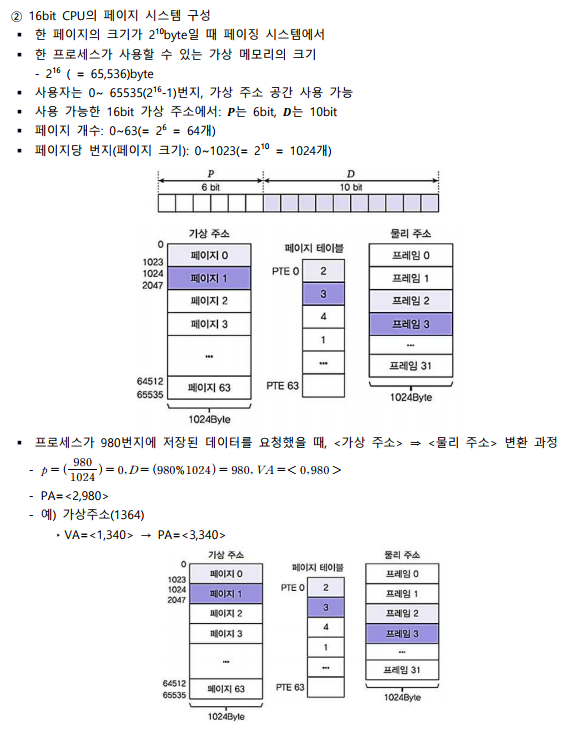 ② 16bit CPU의 페이지 시스템 구성
▪ 한 페이지의 크기가 2¹⁰byte일 때 페이징 시스템에서
▪ 한 프로세스가 사용할 수 있는 가상 메모리의 크기
- 2¹⁶ ( = 65,536)byte
▪ 사용자는 0~ 65535(2¹⁶-1)번지, 가상 주소 공간 사용 가능
▪ 사용 가능한 16bit 가상 주소에서: P는 6bit, D는 10bit
▪ 페이지 개수: 0~63(= 2⁶ = 64개)
▪ 페이지당 번지(페이지 크기): 0~1023(= 2¹⁰ = 1024개)
P D
6 bit 10 bit
가상 주소 페이지 테이블 물리 주소
0 페이지 0 PTE 0 2 프레임 0
1023
1024 페이지 1 3 프레임 1
2047
페이지 2 4 프레임 2
페이지 3 1 프레임 3
... ... ...
64512 페이지 63 PTE 63 프레임 31
65535
1024Byte 1024Byte
▪ 프로세스가 980번지에 저장된 데이터를 요청했을 때, <가상 주소> ⇒ <물리 주소> 변환 과정
- p = (980/1024) = 0, D = (980%1024) = 980, VA = < 0,980 >
- PA=<2,980>
- 예) 가상주소(1364)
‣ VA=<1,340> → PA=<3,340>
가상 주소 페이지 테이블 물리 주소
0 페이지 0 PTE 0 2 프레임 0
1023
1024 페이지 1 3 프레임 1
2047
페이지 2 4 프레임 2
페이지 3 1 프레임 3
... ... ...
64512 페이지 63 PTE 63 프레임 31
65535
1024Byte 1024Byte